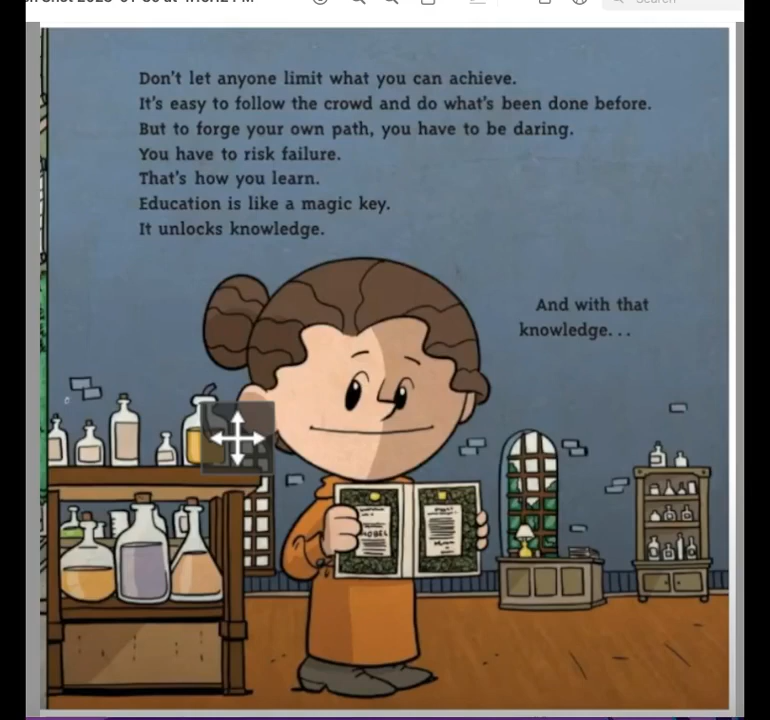 Don't let anyone limit what you can achieve.
It's easy to follow the crowd and do what's been done before.
But to forge your own path, you have to be daring.
You have to risk failure.
That's how you learn.
Education is like a magic key.
It unlocks knowledge.
And with that
knowledge...
NOBEL